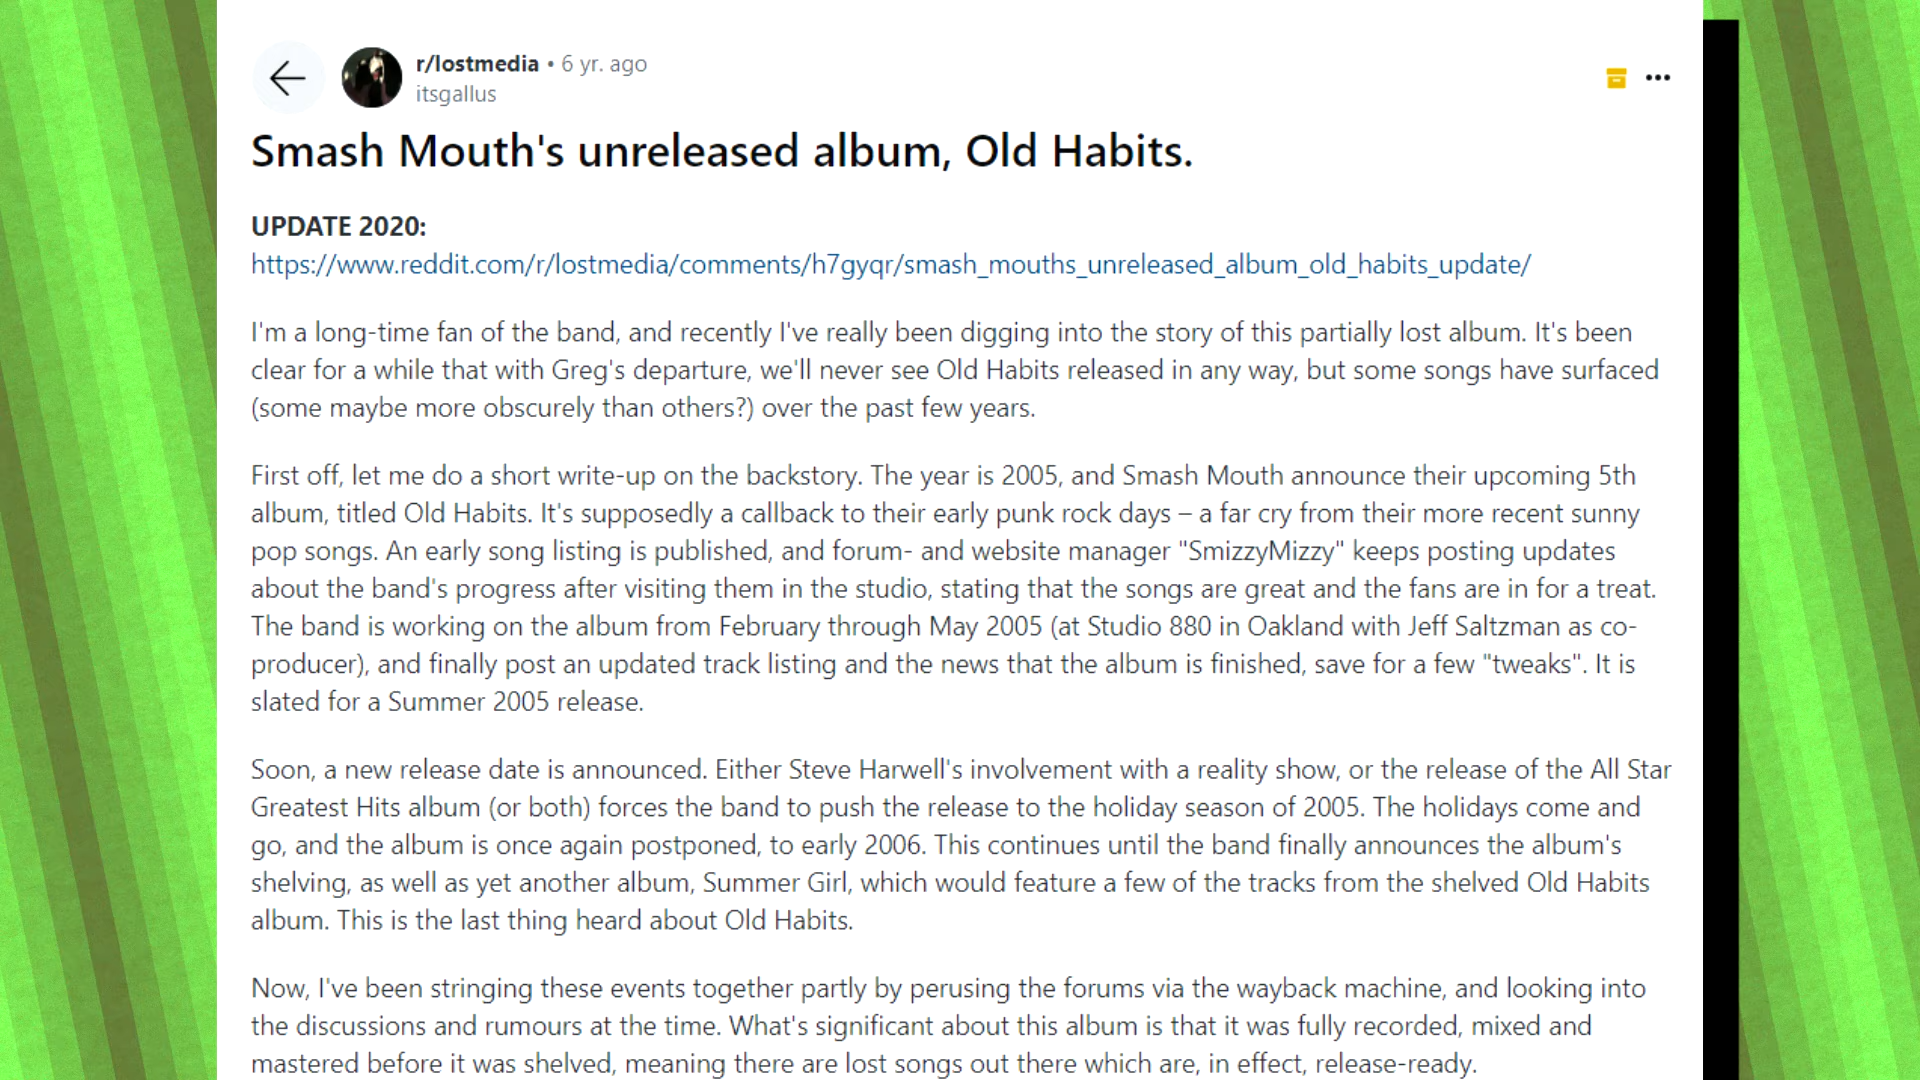 r/lostmedia • 6 yr. ago
itsgallus
Smash Mouth's unreleased album, Old Habits.
UPDATE 2020:
https://www.reddit.com/r/lostmedia/comments/h7gyqr/smash_mouths_unreleased_album_old_habits_update/
I'm a long-time fan of the band, and recently I've really been digging into the story of this partially lost album. It's been
clear for a while that with Greg's departure, we'll never see Old Habits released in any way, but some songs have surfaced
(some maybe more obscurely than others?) over the past few years.
First off, let me do a short write-up on the backstory. The year is 2005, and Smash Mouth announce their upcoming 5th
album, titled Old Habits. It's supposedly a callback to their early punk rock days – a far cry from their more recent sunny
pop songs. An early song listing is published, and forum- and website manager "SmizzyMizzy" keeps posting updates
about the band's progress after visiting them in the studio, stating that the songs are great and the fans are in for a treat.
The band is working on the album from February through May 2005 (at Studio 880 in Oakland with Jeff Saltzman as co-
producer), and finally post an updated track listing and the news that the album is finished, save for a few "tweaks". It is
slated for a Summer 2005 release.
Soon, a new release date is announced. Either Steve Harwell's involvement with a reality show, or the release of the All Star
Greatest Hits album (or both) forces the band to push the release to the holiday season of 2005. The holidays come and
go, and the album is once again postponed, to early 2006. This continues until the band finally announces the album's
shelving, as well as yet another album, Summer Girl, which would feature a few of the tracks from the shelved Old Habits
album. This is the last thing heard about Old Habits.
Now, I've been stringing these events together partly by perusing the forums via the wayback machine, and looking into
the discussions and rumours at the time. What's significant about this album is that it was fully recorded, mixed and
mastered before it was shelved, meaning there are lost songs out there which are, in effect, release-ready.